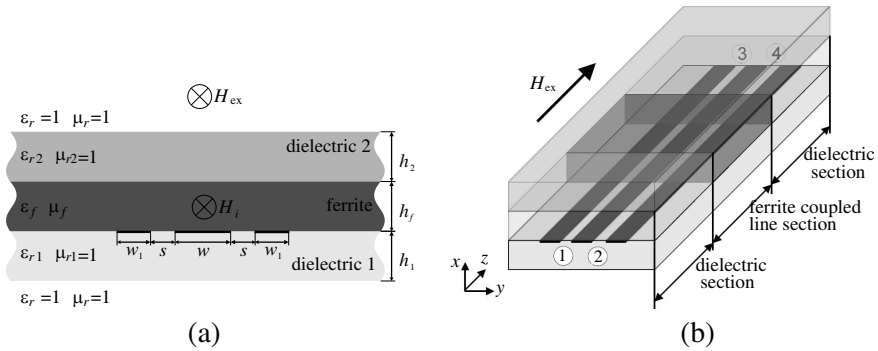 H_ex
ε_r =1 μ_r =1
dielectric 2
ε_r2 μ_r2=1
h_2
ε_f μ_f
H_i
ferrite
h_f
w_1 s w s w_1
ε_r1 μ_r1=1
dielectric 1
h_1
ε_r =1 μ_r =1
(a)
3 4
H_ex
dielectric
section
ferrite coupled
line section
dielectric
section
1 2
x z
y
(b)